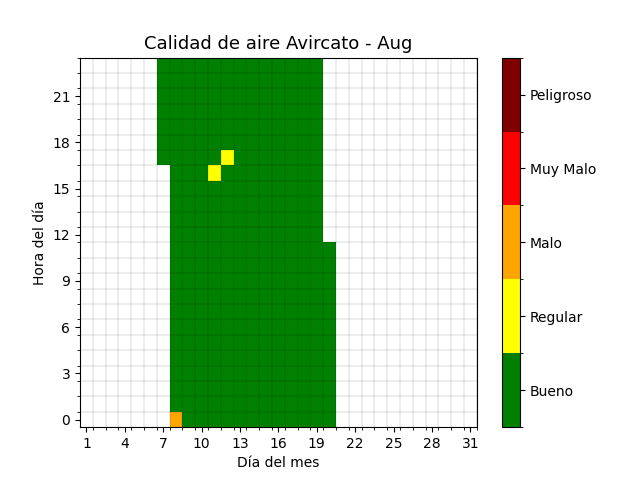 Calidad de aire Avircato - Aug
Hora del día
21
18
15
12
9
6
3
0
1 4 7 10 13 16 19 22 25 28 31
Día del mes
Peligroso
Muy Malo
Malo
Regular
Bueno